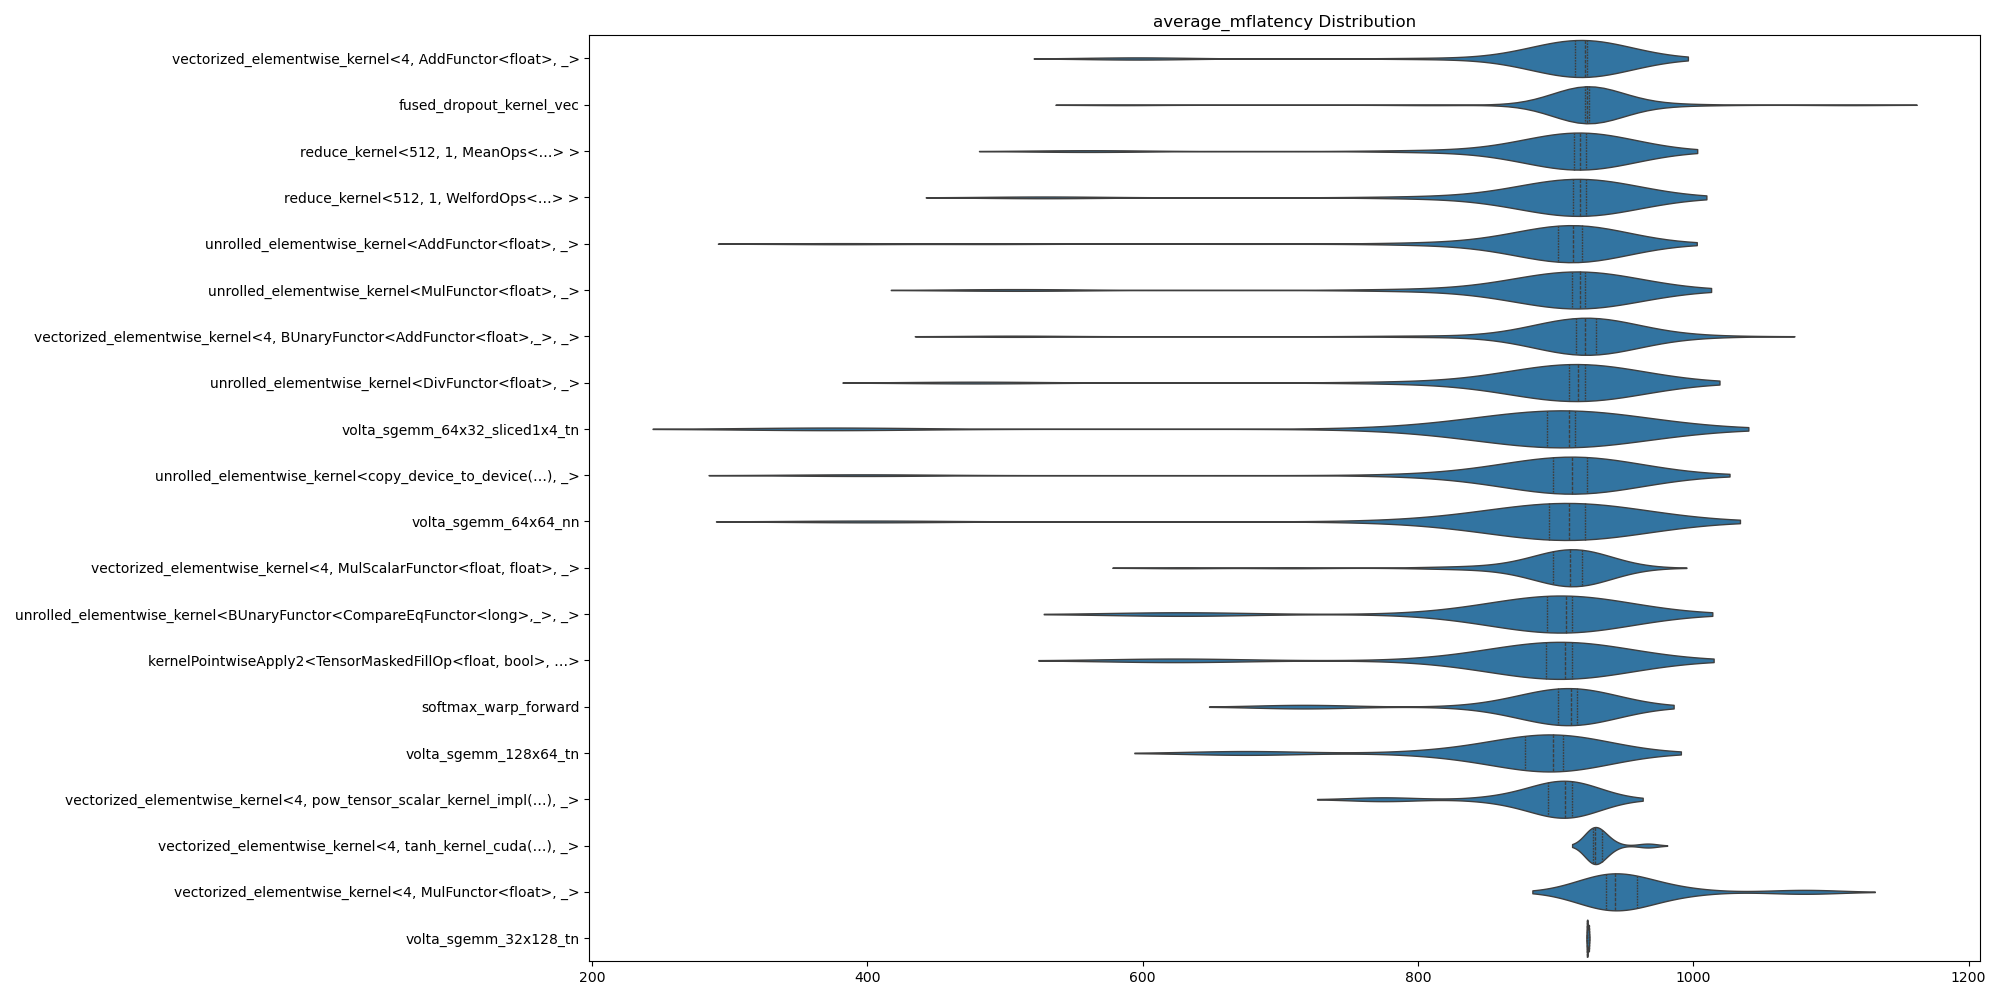 average_mflatency Distribution
vectorized_elementwise_kernel<4, AddFunctor<float>, _>
fused_dropout_kernel_vec
reduce_kernel<512, 1, MeanOps<...> >
reduce_kernel<512, 1, WelfordOps<...> >
unrolled_elementwise_kernel<AddFunctor<float>, _>
unrolled_elementwise_kernel<MulFunctor<float>, _>
vectorized_elementwise_kernel<4, BUnaryFunctor<AddFunctor<float>,_>, _>
unrolled_elementwise_kernel<DivFunctor<float>, _>
volta_sgemm_64x32_sliced1x4_tn
unrolled_elementwise_kernel<copy_device_to_device(...), _>
volta_sgemm_64x64_nn
vectorized_elementwise_kernel<4, MulScalarFunctor<float, float>, _>
unrolled_elementwise_kernel<BUnaryFunctor<CompareEqFunctor<long>,_>, _>
kernelPointwiseApply2<TensorMaskedFillOp<float, bool>, ...>
softmax_warp_forward
volta_sgemm_128x64_tn
vectorized_elementwise_kernel<4, pow_tensor_scalar_kernel_impl(...), _>
vectorized_elementwise_kernel<4, tanh_kernel_cuda(...), _>
vectorized_elementwise_kernel<4, MulFunctor<float>, _>
volta_sgemm_32x128_tn
200 400 600 800 1000 1200